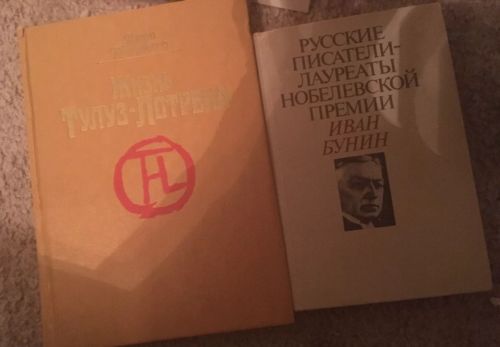 Жизнь
Тулуз-Лотрека
РУССКИЕ
ПИСАТЕЛИ-
ЛАУРЕАТЫ
НОБЕЛЕВСКОЙ
ПРЕМИИ
ИВАН
БУНИН